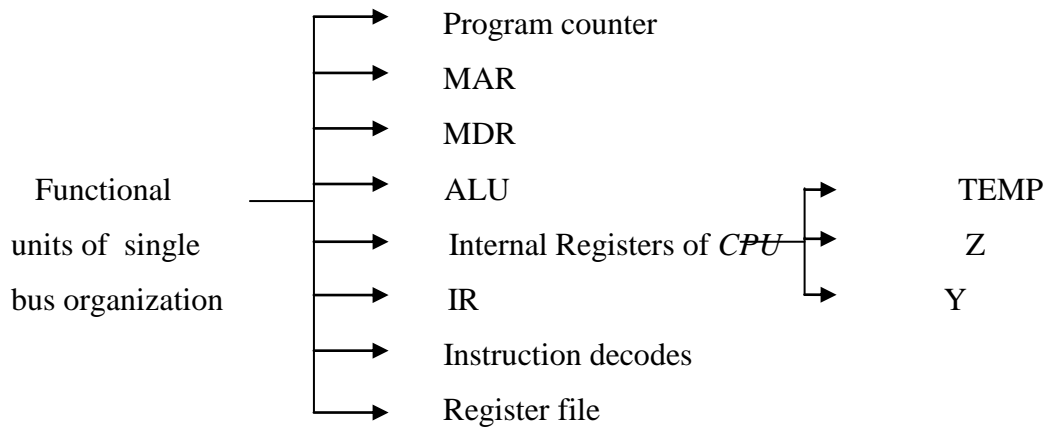 Program counter
MAR
MDR
Functional
ALU
TEMP
units of single
Internal Registers of CPU
Z
bus organization
IR
Y
Instruction decodes
Register file